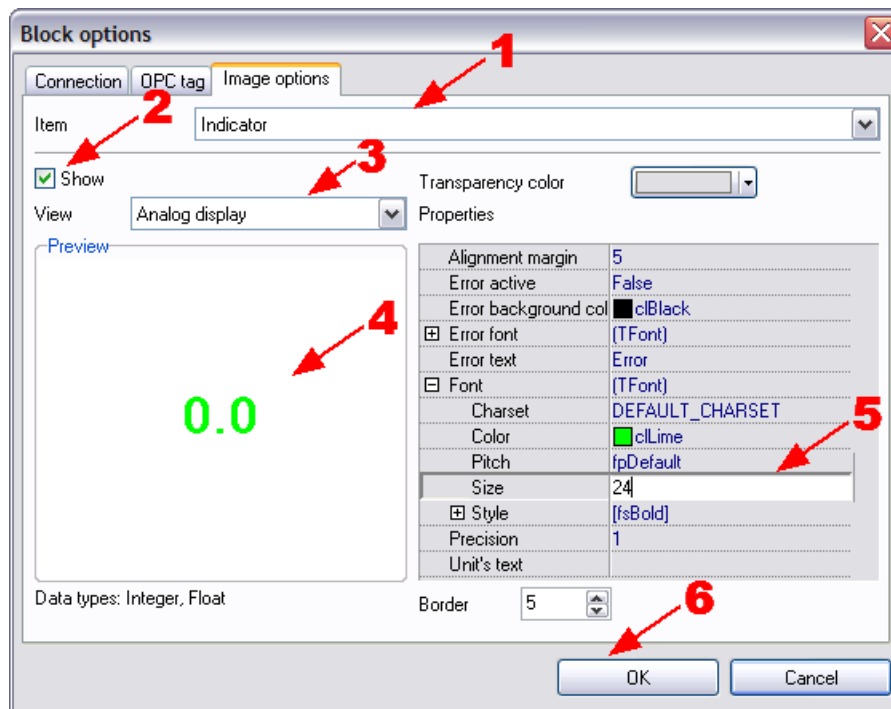 Block options
Connection OPC tag Image options
1
Item Indicator
2
Show
3
Transparency color
View Analog display
Properties
Preview
Alignment margin 5
Error active False
Error background col clBlack
4
Error font (TFont)
Error text Error
Font (TFont)
0.0
Charset DEFAULT_CHARSET
5
Color clLime
Pitch fpDefault
Size 24
Style [fsBold]
Precision 1
Unit's text
Data types: Integer, Float
Border 5
6
OK Cancel